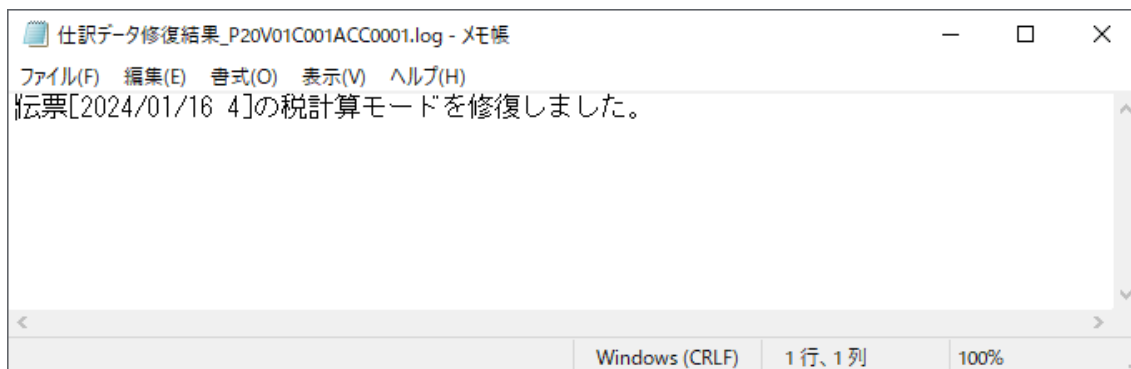 仕訳データ修復結果_P20V01C001ACC0001.log - メモ帳
ファイル(F) 編集(E) 書式(O) 表示(V) ヘルプ(H)
伝票[2024/01/16 4]の税計算モードを修復しました。
Windows (CRLF) 1 行、1 列 100%